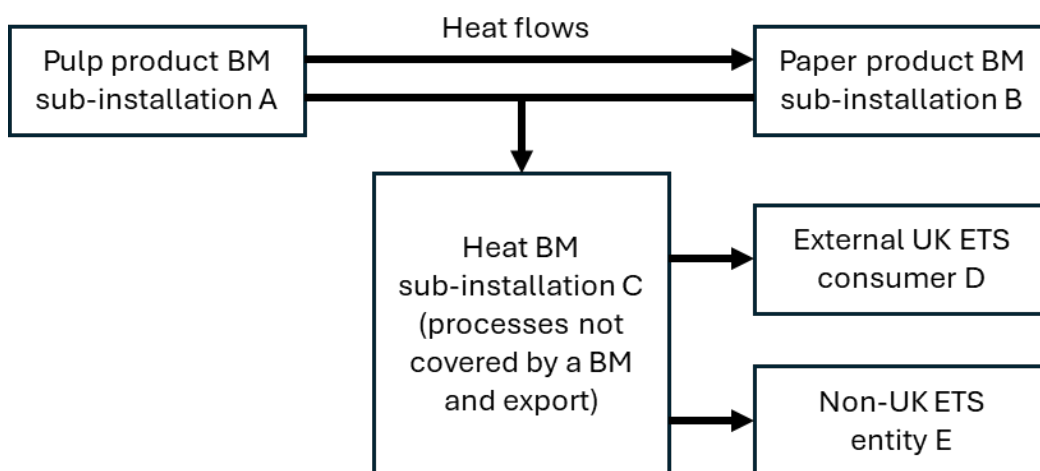 Heat flows
Pulp product BM
sub-installation A
Paper product BM
sub-installation B
Heat BM
sub-installation C
(processes not
covered by a BM
and export)
External UK ETS
consumer D
Non-UK ETS
entity E